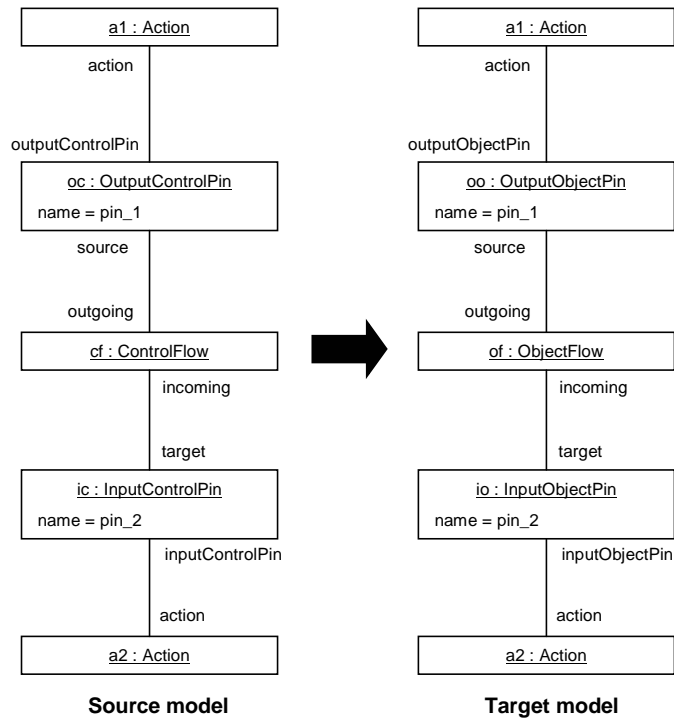 a1 : Action
action
outputControlPin
oc : OutputControlPin
name = pin_1
source
outgoing
cf : ControlFlow
incoming
target
ic : InputControlPin
name = pin_2
inputControlPin
action
a2 : Action
Source model
a1 : Action
action
outputObjectPin
oo : OutputObjectPin
name = pin_1
source
outgoing
of : ObjectFlow
incoming
target
io : InputObjectPin
name = pin_2
inputObjectPin
action
a2 : Action
Target model